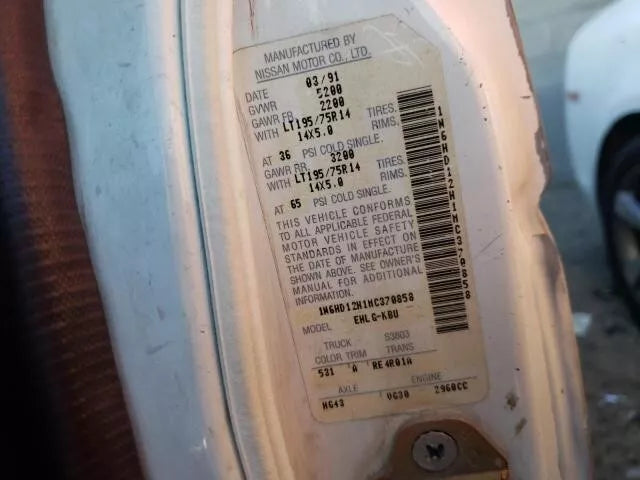 MANUFACTURED BY
NISSAN MOTOR CO., LTD.
DATE 03/91
GVWR 5200
GAWR FR. 2200
WITH LT195/75R14 TIRES.
14X5.0 RIMS.
AT 36 PSI COLD SINGLE.
GAWR RR. 3200
WITH LT195/75R14 TIRES.
14X5.0 RIMS.
AT 65 PSI COLD SINGLE.
THIS VEHICLE CONFORMS
TO ALL APPLICABLE FEDERAL
MOTOR VEHICLE SAFETY
STANDARDS IN EFFECT ON
THE DATE OF MANUFACTURE
SHOWN ABOVE. SEE OWNER'S
MANUAL FOR ADDITIONAL
INFORMATION.
1N6HD12H1MC370858
MODEL EHLG-KBU
TRUCK S3803
COLOR TRIM TRANS
531 A RE4R01A
AXLE ENGINE
HG43 VG30 2960CC
1N6HD12H1MC370858